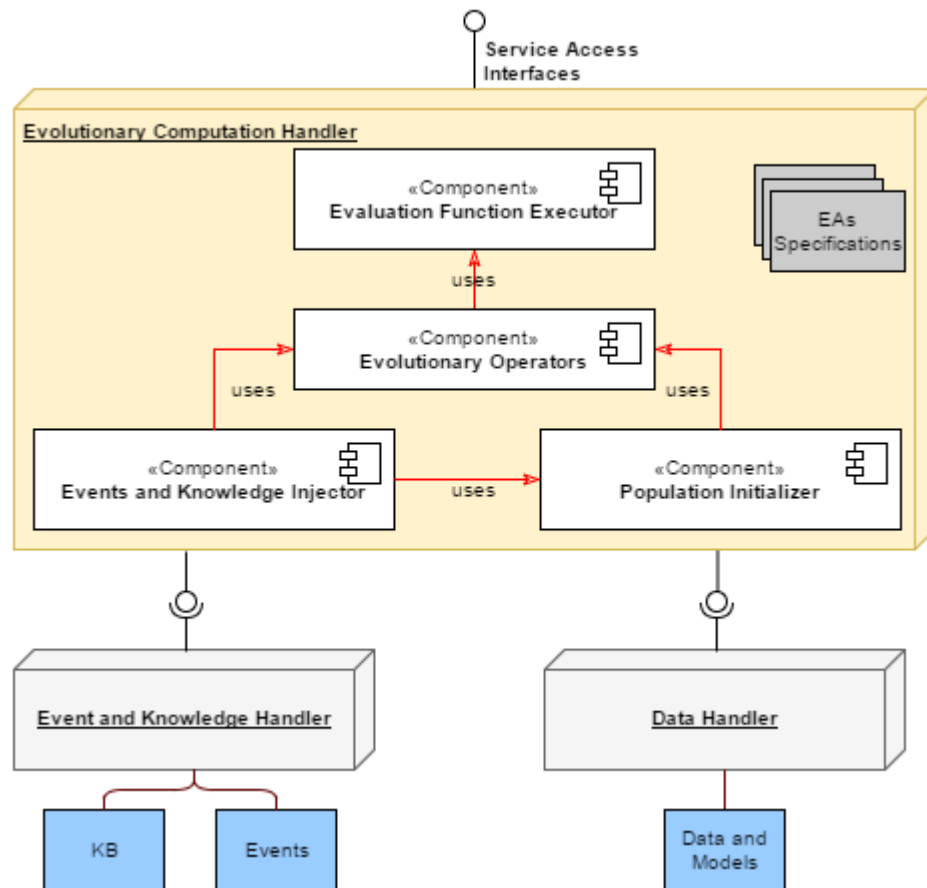 Service Access
Interfaces
Evolutionary Computation Handler
«Component»
Evaluation Function Executor
EAs
Specifications
uses
«Component»
Evolutionary Operators
uses
uses
«Component»
Events and Knowledge Injector
uses
«Component»
Population Initializer
Event and Knowledge Handler
Data Handler
KB
Events
Data and
Models